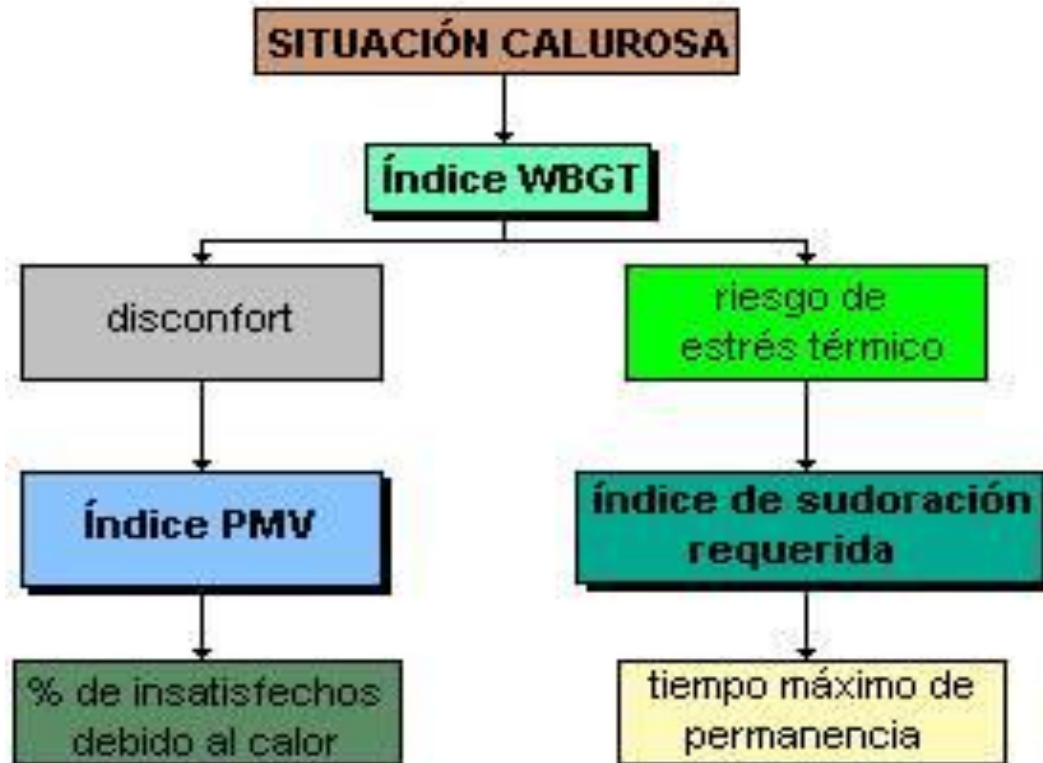 SITUACIÓN CALUROSA
Índice WBGT
disconfort
riesgo de
estrés térmico
Índice PMV
índice de sudoración
requerida
% de insatisfechos
debido al calor
tiempo máximo de
permanencia